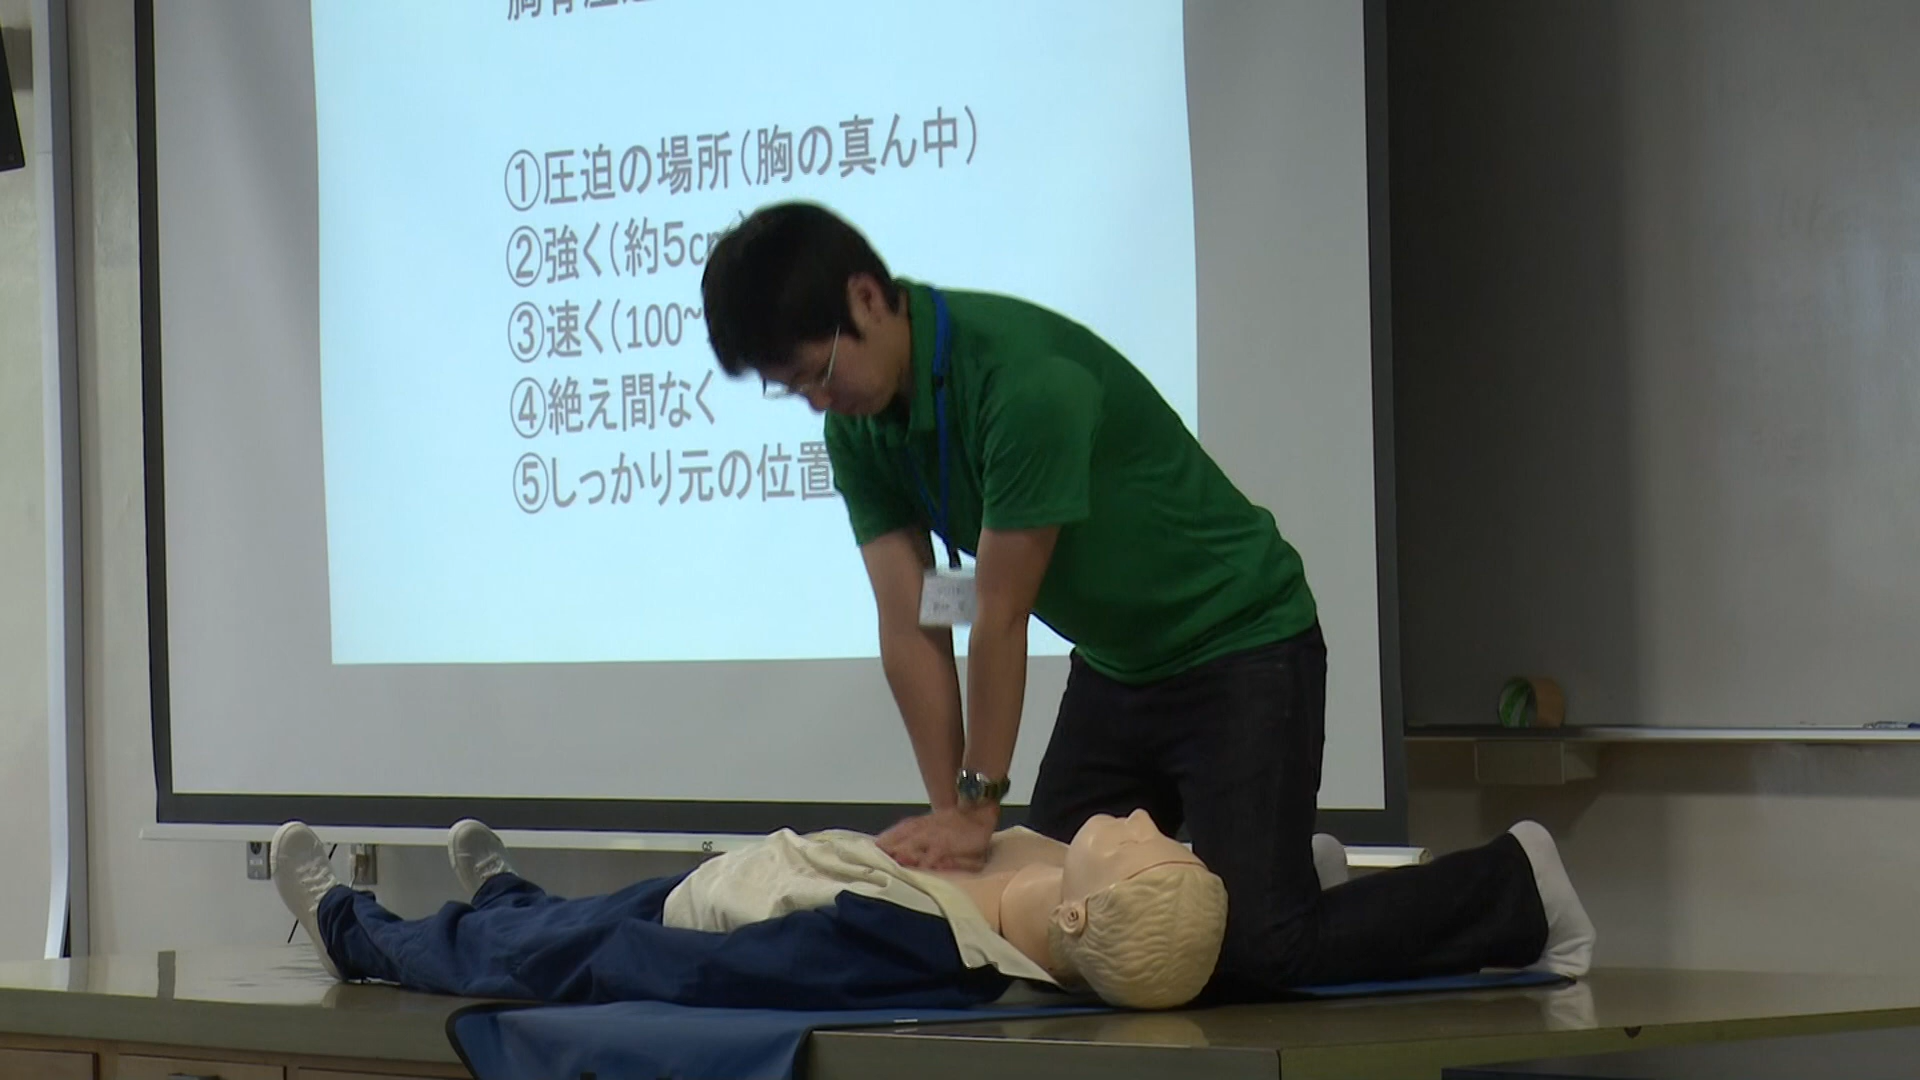 ①圧迫の場所(胸の真ん中)
②強く(約5c
③速く(100~
④絶え間なく
⑤しっかり元の位置
QS